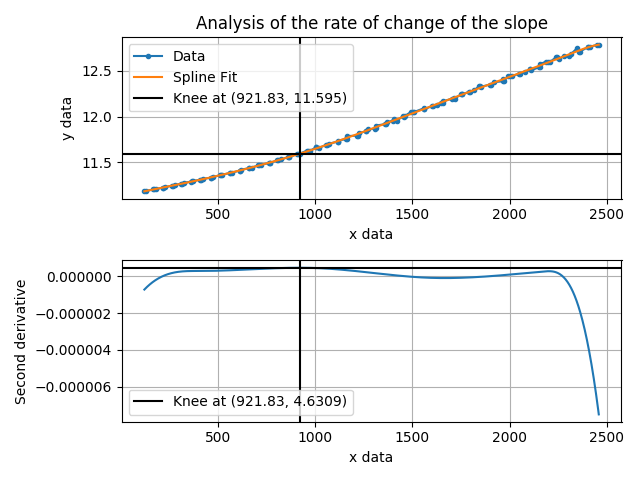 Analysis of the rate of change of the slope
Data
Spline Fit
Knee at (921.83, 11.595)
12.5
12.0
11.5
y data
500
1000
1500
2000
2500
x data
0.000000
−0.000002
−0.000004
−0.000006
Second derivative
Knee at (921.83, 4.6309)
500
1000
1500
2000
2500
x data